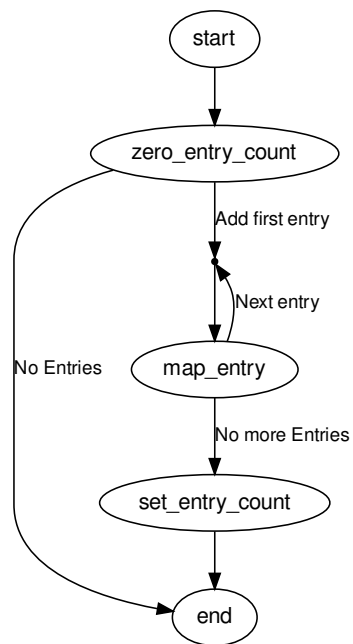 start
zero_entry_count
Add first entry
Next entry
No Entries
map_entry
No more Entries
set_entry_count
end